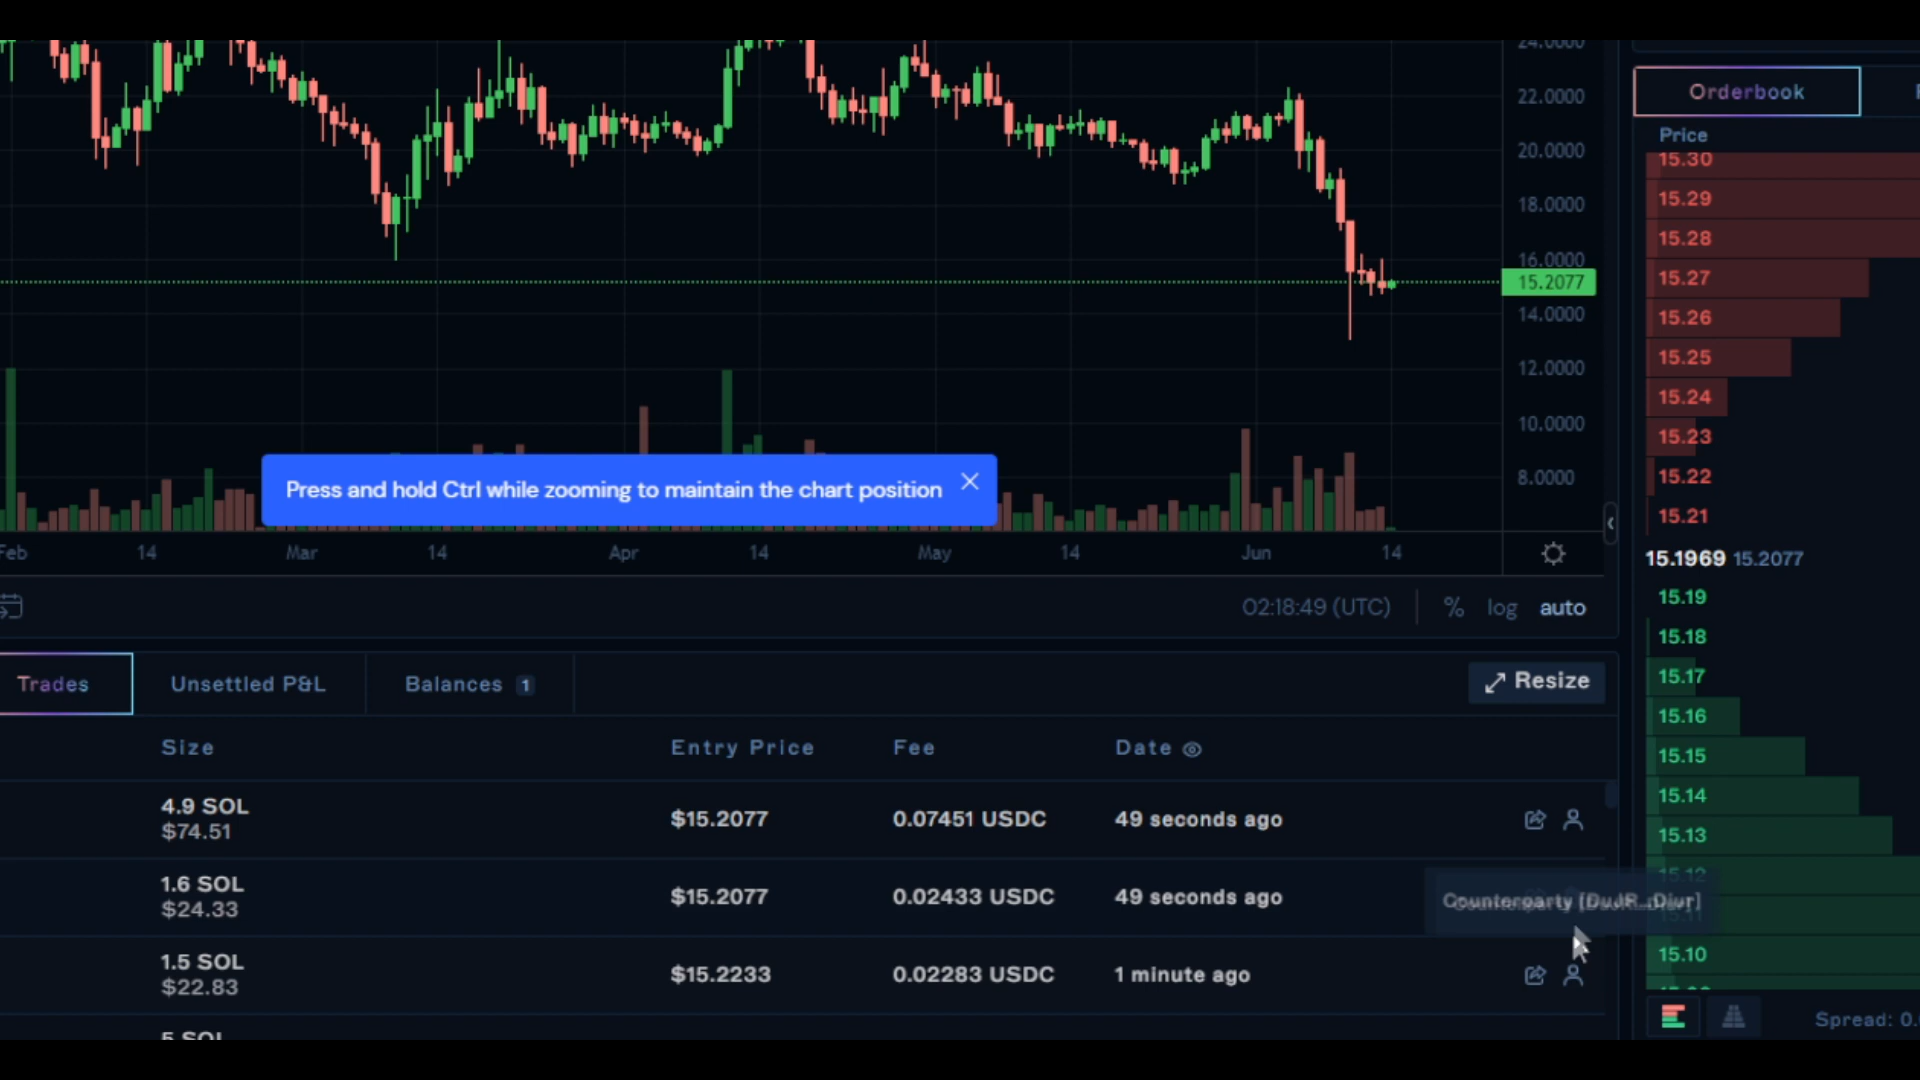 24.0000
22.0000
20.0000
18.0000
16.0000
15.2077
14.0000
12.0000
10.0000
8.0000
Press and hold Ctrl while zooming to maintain the chart position
Feb 14 Mar 14 Apr 14 May 14 Jun 14
02:18:49 (UTC) % log auto
Trades Unsettled P&L Balances 1 Resize
Size Entry Price Fee Date
4.9 SOL
$74.51
$15.2077 0.07451 USDC 49 seconds ago
1.6 SOL
$24.33
$15.2077 0.02433 USDC 49 seconds ago
1.5 SOL
$22.83
$15.2233 0.02283 USDC 1 minute ago
5 SOL
Counterparty
Orderbook
Price
15.30
15.29
15.28
15.27
15.26
15.25
15.24
15.23
15.22
15.21
15.1969 15.2077
15.19
15.18
15.17
15.16
15.15
15.14
15.13
15.12
15.10
Spread: 0.